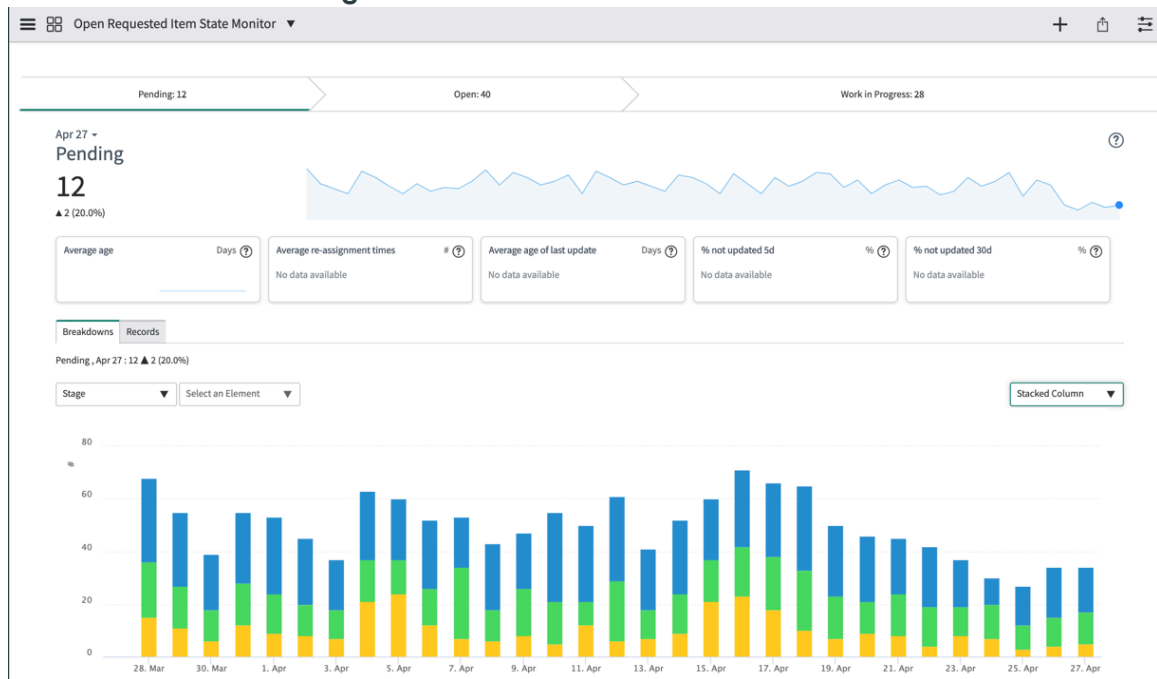 Open Requested Item State Monitor ▼
Pending: 12
Open: 40
Work in Progress: 28
Apr 27
Pending
12
▲ 2 (20.0%)
Average age Days ?
Average re-assignment times # ?
No data available
Average age of last update Days ?
No data available
% not updated 5d % ?
No data available
% not updated 30d % ?
No data available
Breakdowns Records
Pending , Apr 27 : 12 ▲ 2 (20.0%)
Stage ▼ Select an Element ▼ Stacked Column ▼
#
80
60
40
20
0
28. Mar 30. Mar 1. Apr 3. Apr 5. Apr 7. Apr 9. Apr 11. Apr 13. Apr 15. Apr 17. Apr 19. Apr 21. Apr 23. Apr 25. Apr 27. Apr